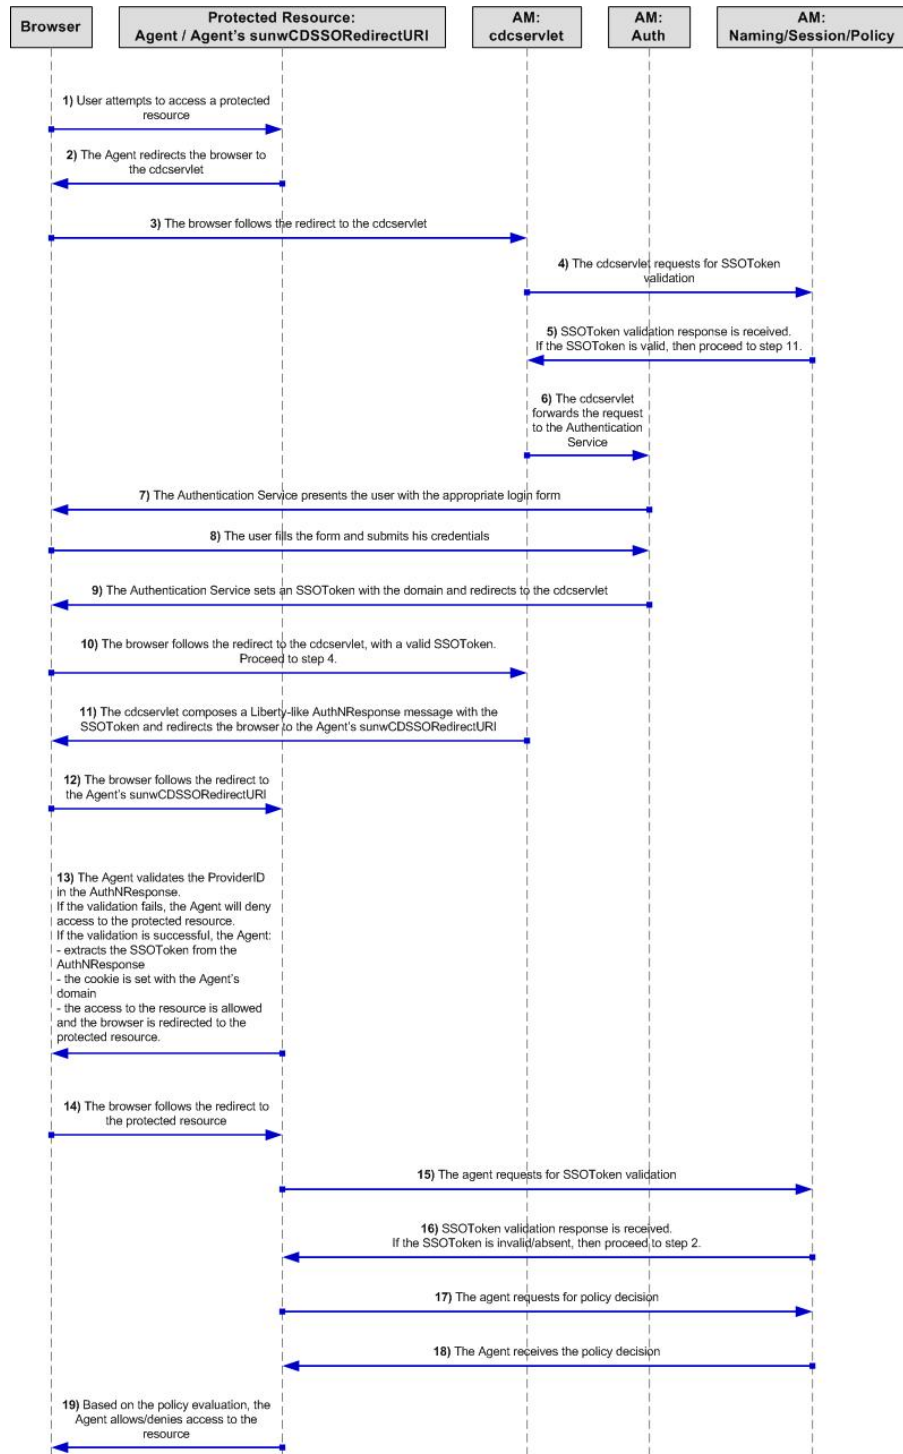 Browser
Protected Resource:
Agent / Agent's sunwCDSSORedirectURI
AM:
cdcservlet
AM:
Auth
AM:
Naming/Session/Policy
1) User attempts to access a protected
resource
2) The Agent redirects the browser to
the cdcservlet
3) The browser follows the redirect to the cdcservlet
4) The cdcservlet requests for SSOToken
validation
5) SSOToken validation response is received.
If the SSOToken is valid, then proceed to step 11.
6) The cdcservlet
forwards the request
to the Authentication
Service
7) The Authentication Service presents the user with the appropriate login form
8) The user fills the form and submits his credentials
9) The Authentication Service sets an SSOToken with the domain and redirects to the cdcservlet
10) The browser follows the redirect to the cdcservlet, with a valid SSOToken.
Proceed to step 4.
11) The cdcservlet composes a Liberty-like AuthNResponse message with the
SSOToken and redirects the browser to the Agent's sunwCDSSORedirectURI
12) The browser follows the redirect to
the Agent's sunwCDSSORedirectURI
13) The Agent validates the ProviderID
in the AuthNResponse.
If the validation fails, the Agent will deny
access to the protected resource.
If the validation is successful, the Agent:
- extracts the SSOToken from the
AuthNResponse
- the cookie is set with the Agent's
domain
- the access to the resource is allowed
and the browser is redirected to the
protected resource.
14) The browser follows the redirect to
the protected resource
15) The agent requests for SSOToken validation
16) SSOToken validation response is received.
If the SSOToken is invalid/absent, then proceed to step 2.
17) The agent requests for policy decision
18) The Agent receives the policy decision
19) Based on the policy evaluation, the
Agent allows/denies access to the
resource